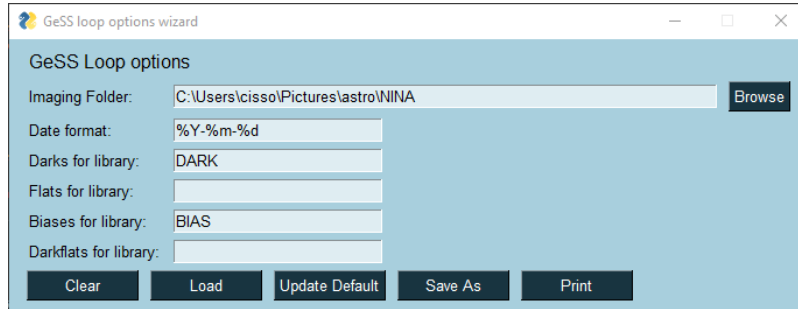 GeSS loop options wizard
GeSS Loop options
Imaging Folder: C:\Users\cisso\Pictures\astro\NINA Browse
Date format: %Y-%m-%d
Darks for library: DARK
Flats for library:
Biases for library: BIAS
Darkflats for library:
Clear Load Update Default Save As Print